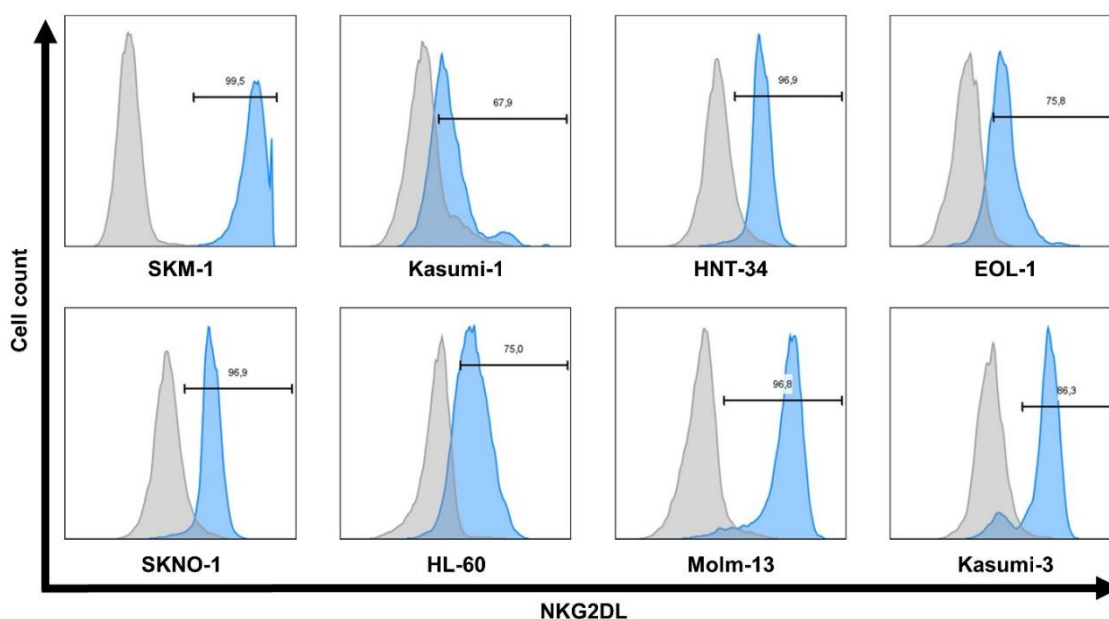 Cell count
99,5
67,9
96,9
75,8
SKM-1
Kasumi-1
HNT-34
EOL-1
96,9
75,0
96,8
86,3
SKNO-1
HL-60
Molm-13
Kasumi-3
NKG2DL